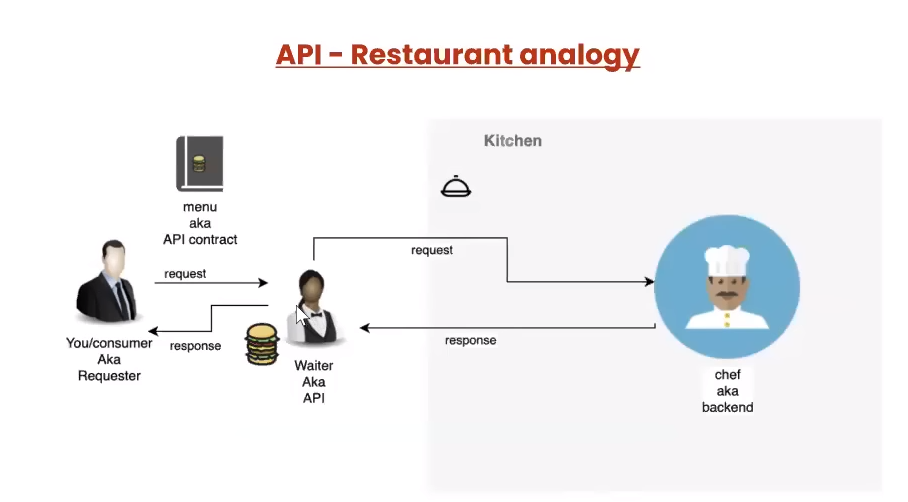 API - Restaurant analogy
Kitchen
menu
aka
API contract
request
request
response
response
You/consumer
Aka
Requester
Waiter
Aka
API
chef
aka
backend